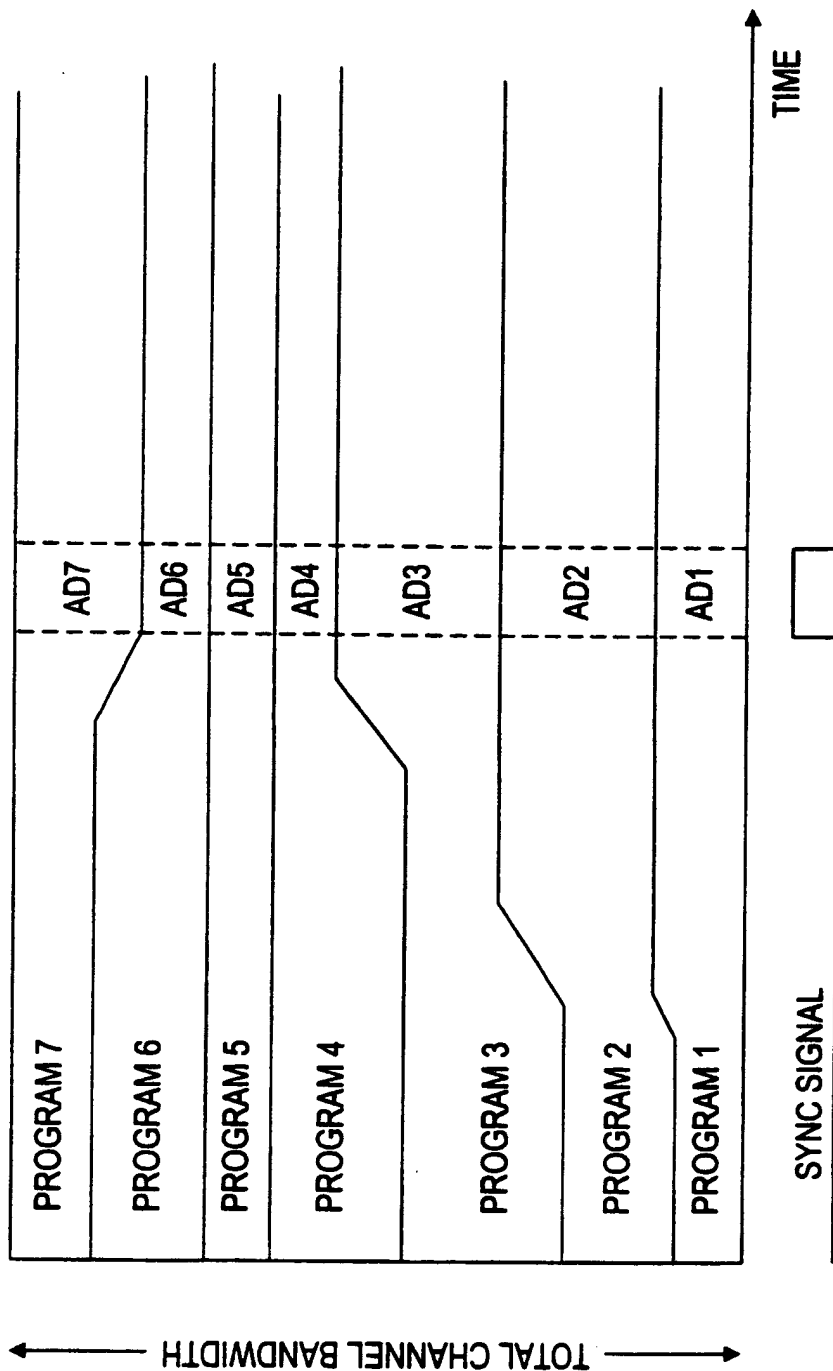 TOTAL CHANNEL BANDWIDTH
PROGRAM 7
AD7
PROGRAM 6
AD6
PROGRAM 5
AD5
PROGRAM 4
AD4
PROGRAM 3
AD3
PROGRAM 2
AD2
PROGRAM 1
AD1
TIME
SYNC SIGNAL